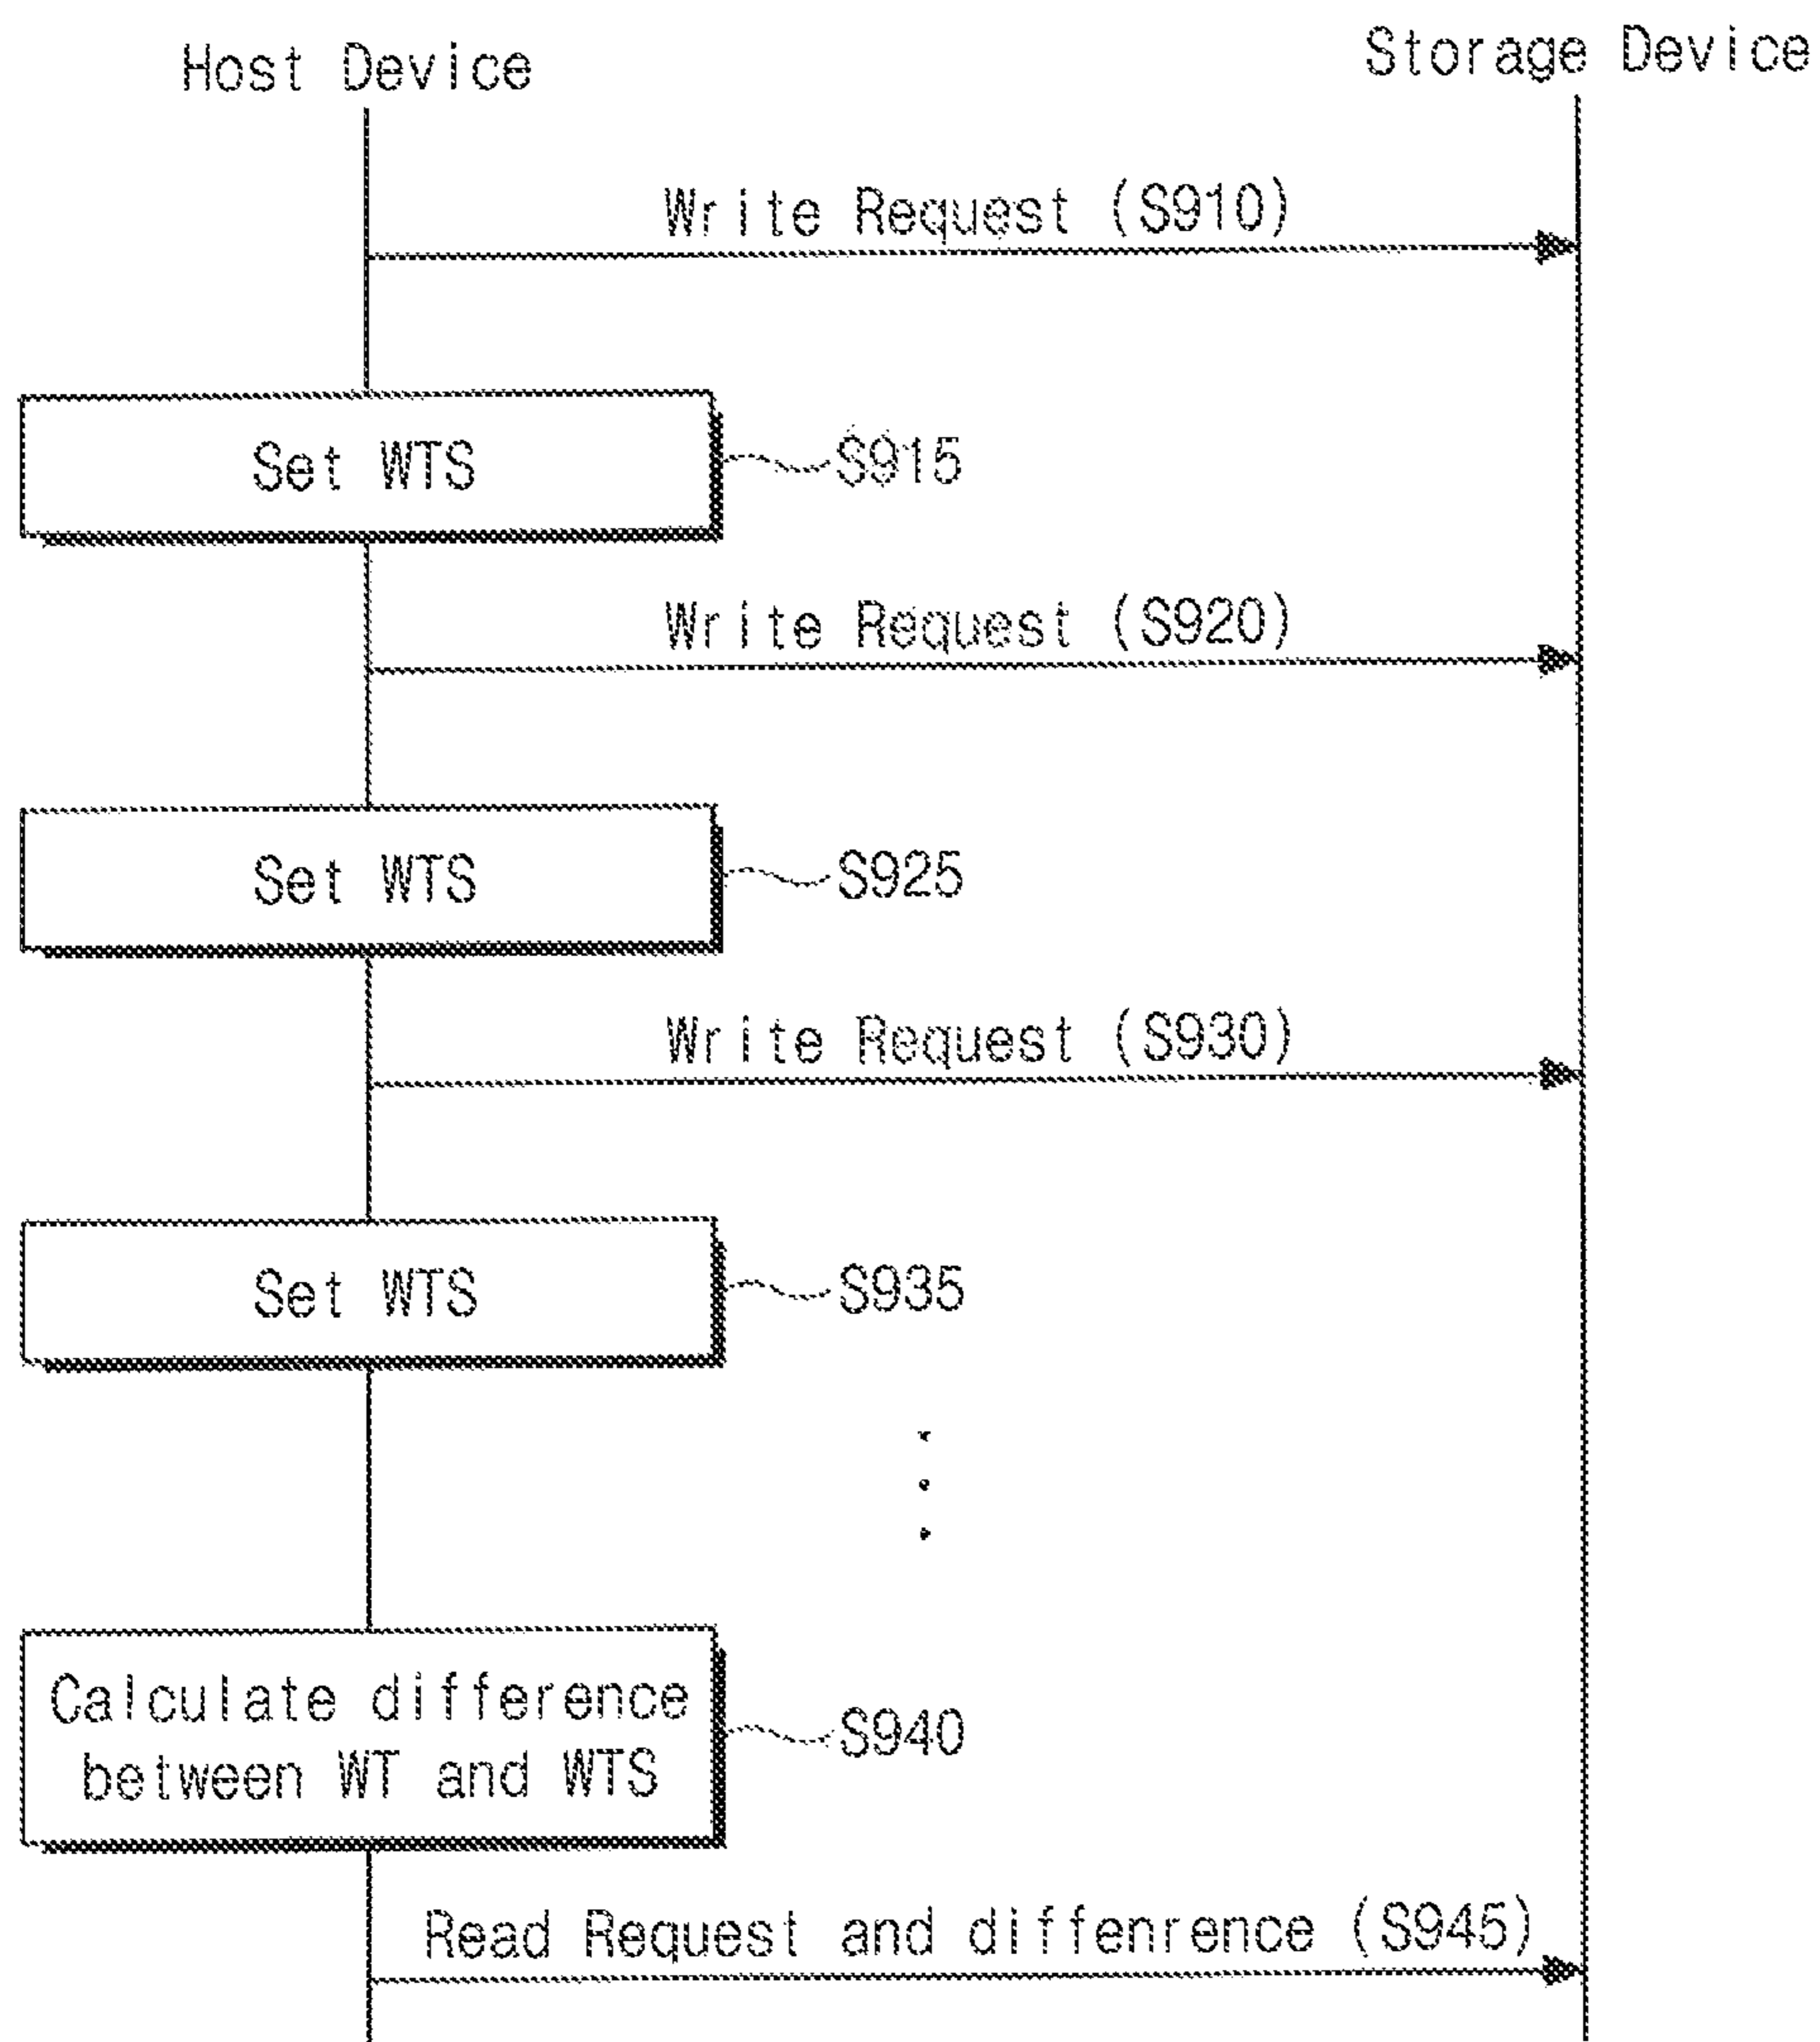 Host Device
Storage Device
Write Request (S910)
Set WTS
S915
Write Request (S920)
Set WTS
S925
Write Request (S930)
Set WTS
S935
Calculate difference
between WT and WTS
S940
Read Request and diffenrence (S945)